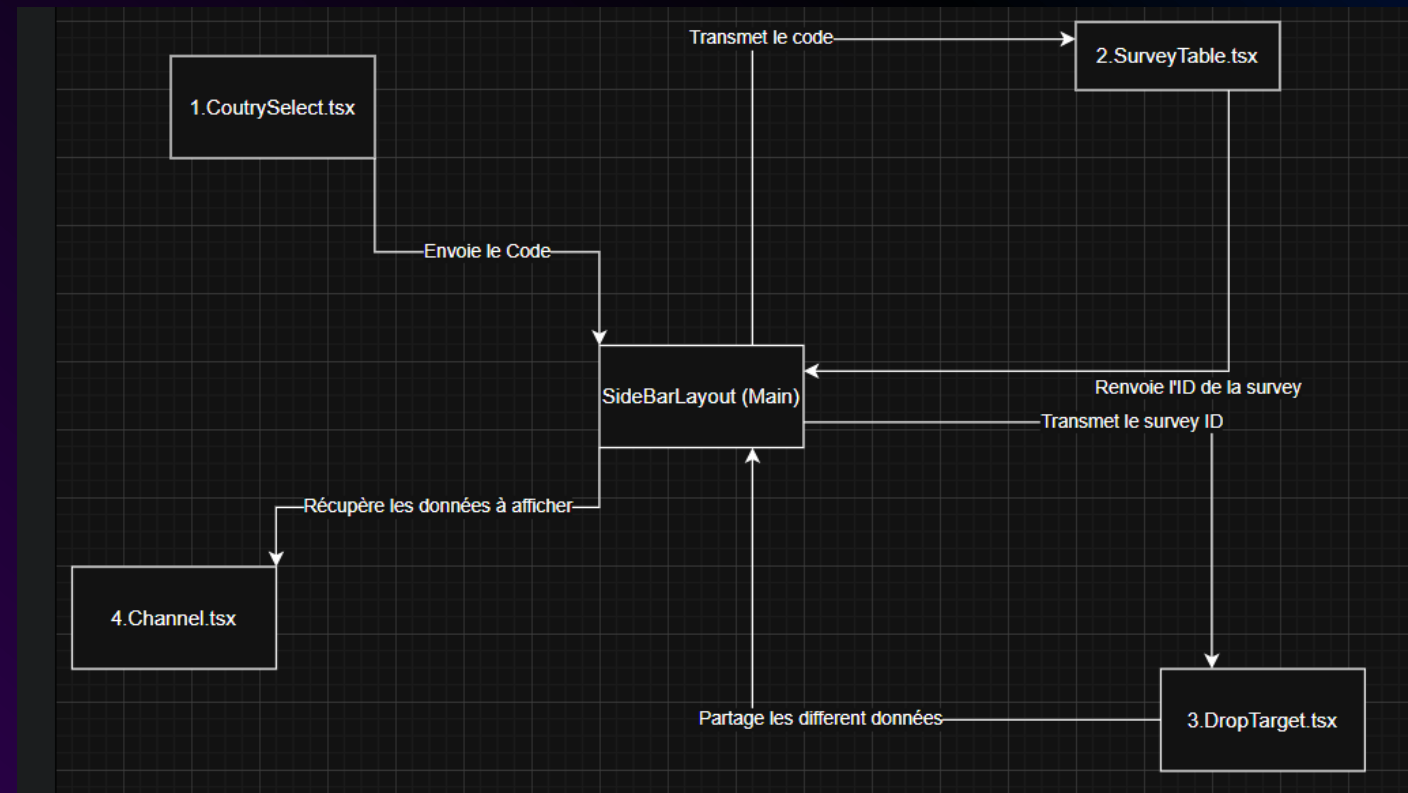 Transmet le code
2.SurveyTable.tsx
1.CoutrySelect.tsx
Envoie le Code
SideBarLayout (Main)
Renvoie l'ID de la survey
Transmet le survey ID
Récupère les données à afficher
4.Channel.tsx
Partage les different données
3.DropTarget.tsx